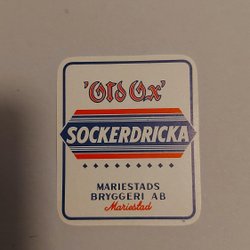 'Old Ox'
SOCKERDRICKA
MARIESTADS
BRYGGERI AB
Mariestad